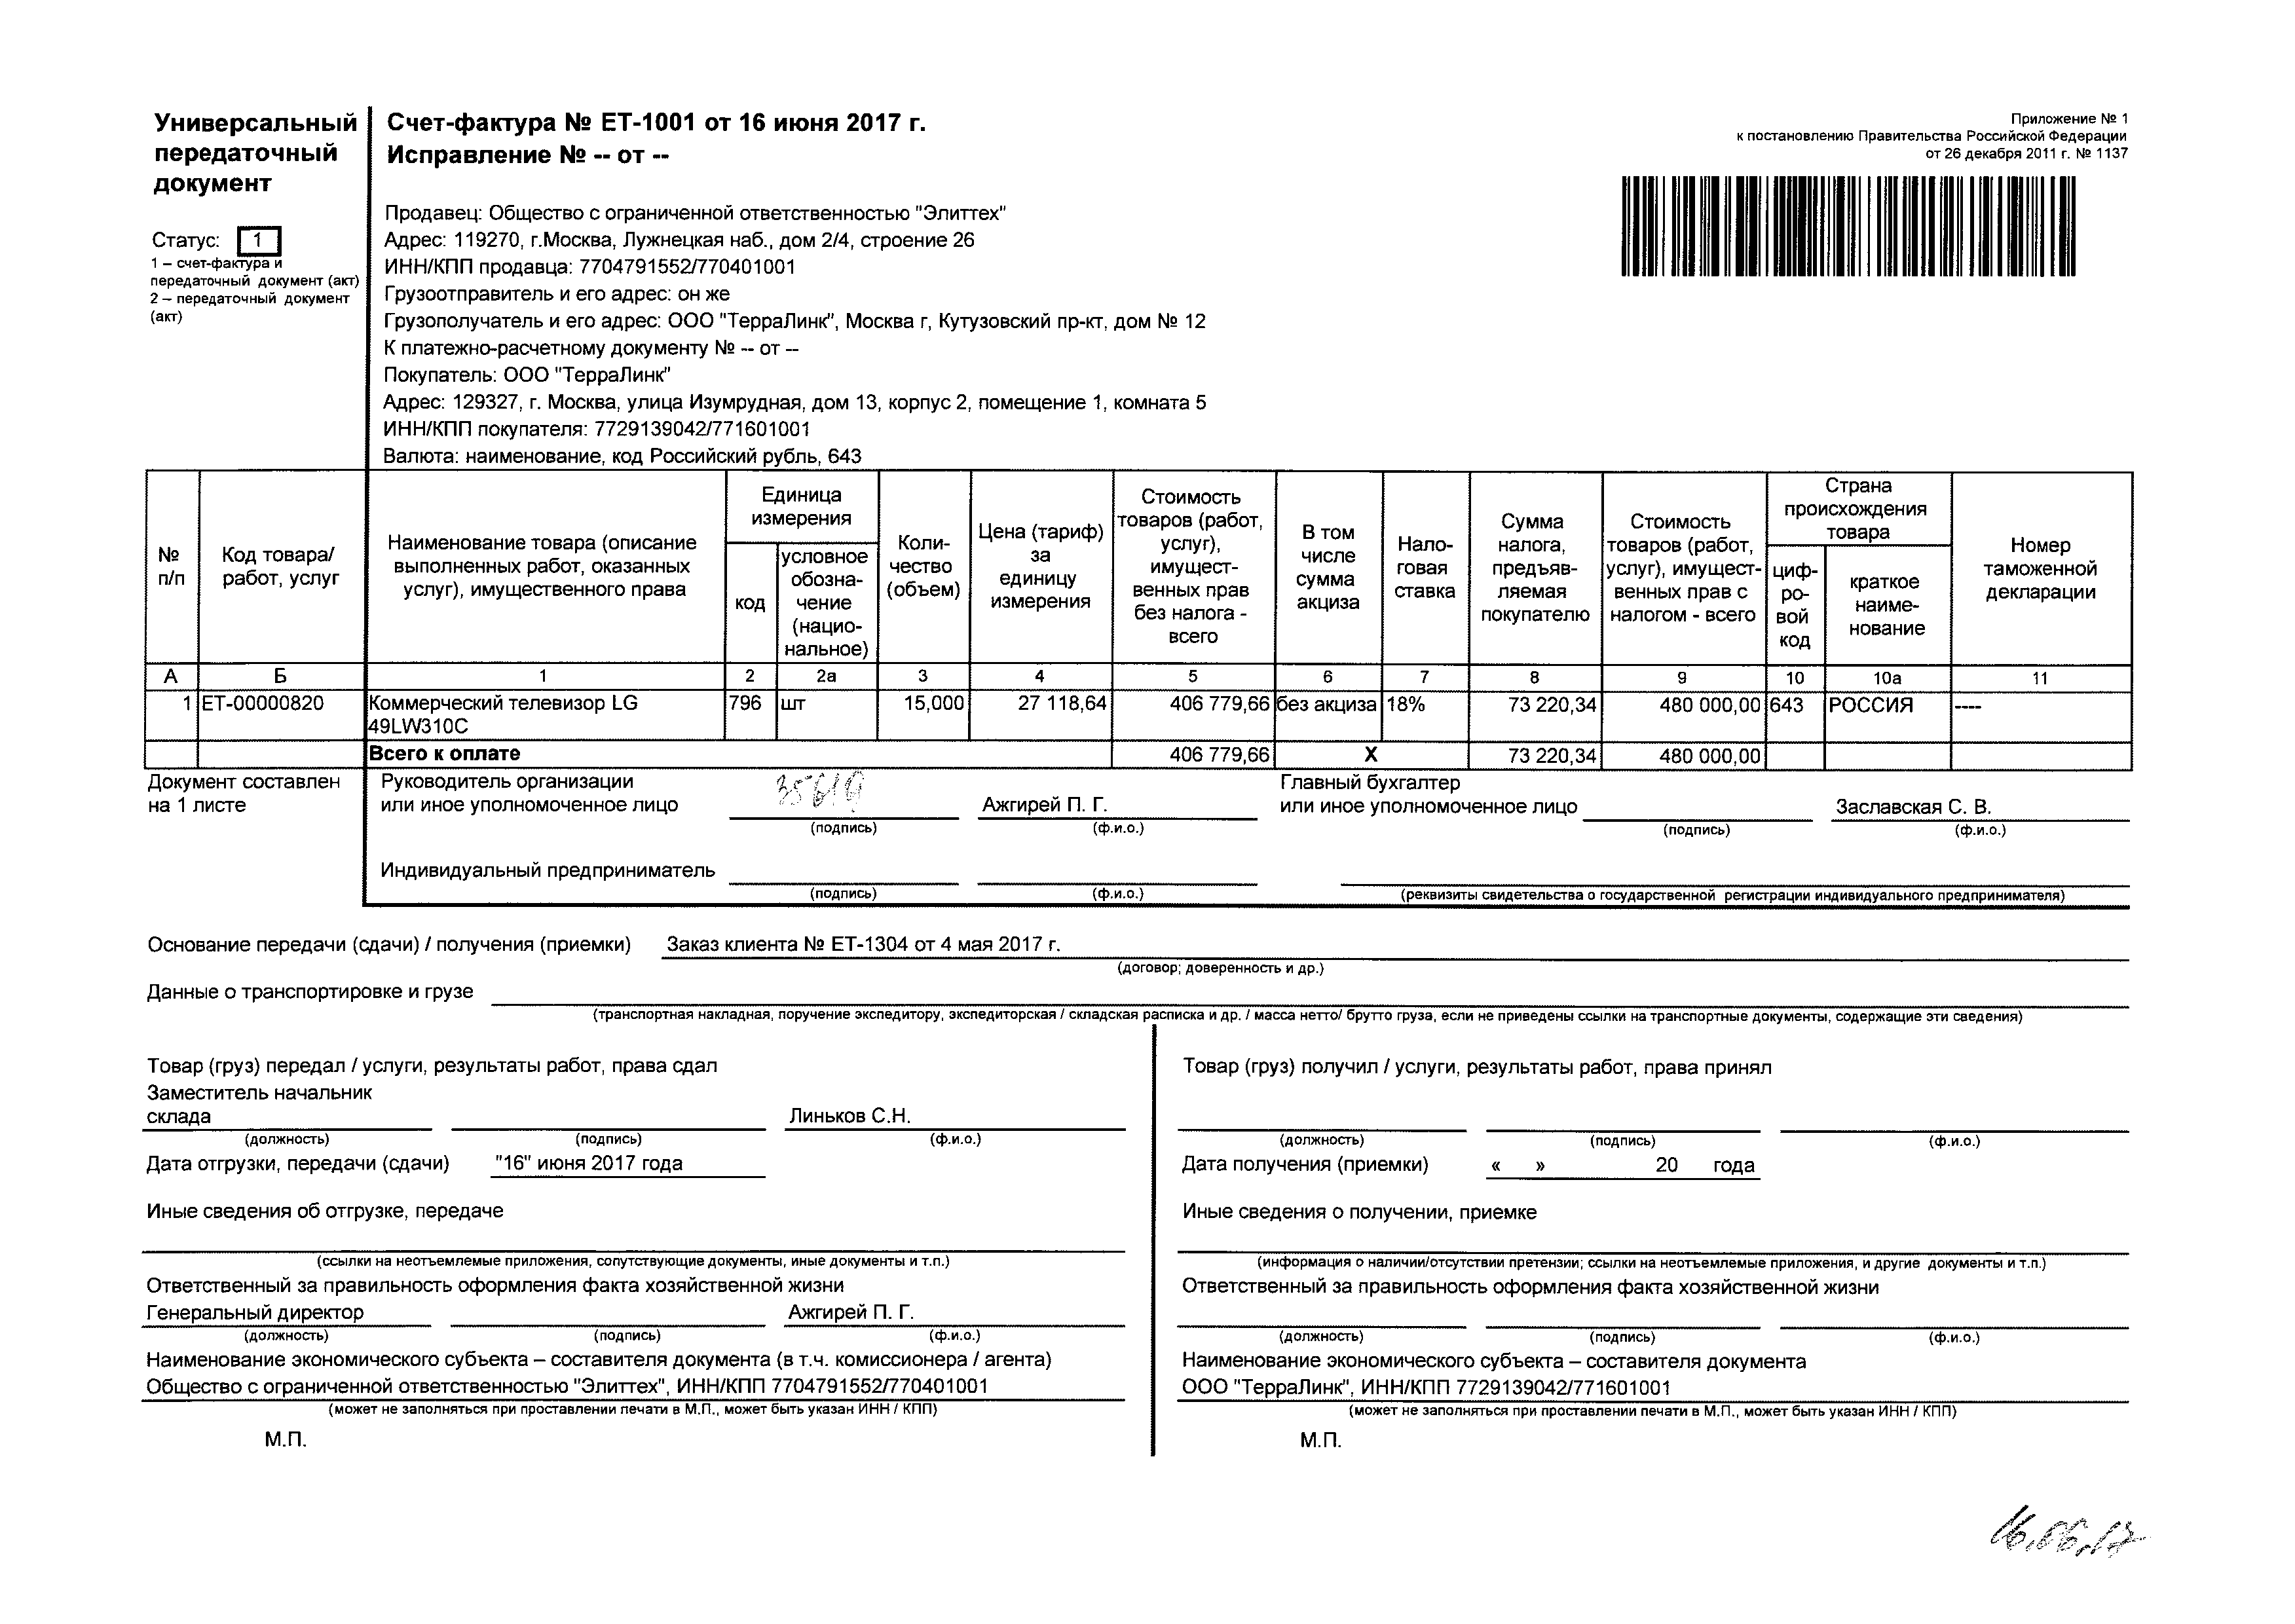 Универсальный
передаточный
документ
Статус: 1
1 – счет-фактура и
передаточный документ (акт)
2 – передаточный документ
(акт)
Счет-фактура № ЕТ-1001 от 16 июня 2017 г.
Исправление № -- от --
Приложение № 1
к постановлению Правительства Российской Федерации
от 26 декабря 2011 г. № 1137
Продавец: Общество с ограниченной ответственностью "Элиттех"
Адрес: 119270, г.Москва, Лужнецкая наб., дом 2/4, строение 26
ИНН/КПП продавца: 7704791552/770401001
Грузоотправитель и его адрес: он же
Грузополучатель и его адрес: ООО "ТерраЛинк", Москва г, Кутузовский пр-кт, дом № 12
К платежно-расчетному документу № -- от --
Покупатель: ООО "ТерраЛинк"
Адрес: 129327, г. Москва, улица Изумрудная, дом 13, корпус 2, помещение 1, комната 5
ИНН/КПП покупателя: 7729139042/771601001
Валюта: наименование, код Российский рубль, 643
№
п/п
Код товара/
работ, услуг
Наименование товара (описание
выполненных работ, оказанных
услуг), имущественного права
Единица
измерения
код
условное
обозна-
чение
(нацио-
нальное)
Коли-
чество
(объем)
Цена (тариф)
за
единицу
измерения
Стоимость
товаров (работ,
услуг),
имущест-
венных прав
без налога -
всего
В том
числе
сумма
акциза
Нало-
говая
ставка
Сумма
налога,
предъяв-
ляемая
покупателю
Стоимость
товаров (работ,
услуг), имущест-
венных прав с
налогом - всего
Страна
происхождения
товара
циф-
ро-
вой
код
краткое
наиме-
нование
Номер
таможенной
декларации
А Б 1 2 2а 3 4 5 6 7 8 9 10 10а 11
1 ЕТ-00000820 Коммерческий телевизор LG 796 шт 15,000 27 118,64 406 779,66 без акциза 18% 73 220,34 480 000,00 643 РОССИЯ ----
49LW310C
Всего к оплате 406 779,66 Х 73 220,34 480 000,00
Документ составлен
на 1 листе
Руководитель организации
или иное уполномоченное лицо Ажгирей П. Г.
(подпись) (ф.и.о.)
Главный бухгалтер
или иное уполномоченное лицо Заславская С. В.
(подпись) (ф.и.о.)
Индивидуальный предприниматель
(подпись) (ф.и.о.) (реквизиты свидетельства о государственной регистрации индивидуального предпринимателя)
Основание передачи (сдачи) / получения (приемки) Заказ клиента № ЕТ-1304 от 4 мая 2017 г.
(договор; доверенность и др.)
Данные о транспортировке и грузе
(транспортная накладная, поручение экспедитору, экспедиторская / складская расписка и др. / масса нетто/ брутто груза, если не приведены ссылки на транспортные документы, содержащие эти сведения)
Товар (груз) передал / услуги, результаты работ, права сдал
Заместитель начальник
склада Линьков С.Н.
(должность) (подпись) (ф.и.о.)
Дата отгрузки, передачи (сдачи) "16" июня 2017 года
Иные сведения об отгрузке, передаче
(ссылки на неотъемлемые приложения, сопутствующие документы, иные документы и т.п.)
Ответственный за правильность оформления факта хозяйственной жизни
Генеральный директор Ажгирей П. Г.
(должность) (подпись) (ф.и.о.)
Наименование экономического субъекта – составителя документа (в т.ч. комиссионера / агента)
Общество с ограниченной ответственностью "Элиттех", ИНН/КПП 7704791552/770401001
(может не заполняться при проставлении печати в М.П., может быть указан ИНН / КПП)
М.П.
Товар (груз) получил / услуги, результаты работ, права принял
(должность) (подпись) (ф.и.о.)
Дата получения (приемки) « » 20 года
Иные сведения о получении, приемке
(информация о наличии/отсутствии претензии; ссылки на неотъемлемые приложения, и другие документы и т.п.)
Ответственный за правильность оформления факта хозяйственной жизни
(должность) (подпись) (ф.и.о.)
Наименование экономического субъекта – составителя документа
ООО "ТерраЛинк", ИНН/КПП 7729139042/771601001
(может не заполняться при проставлении печати в М.П., может быть указан ИНН / КПП)
М.П.
16.06.17